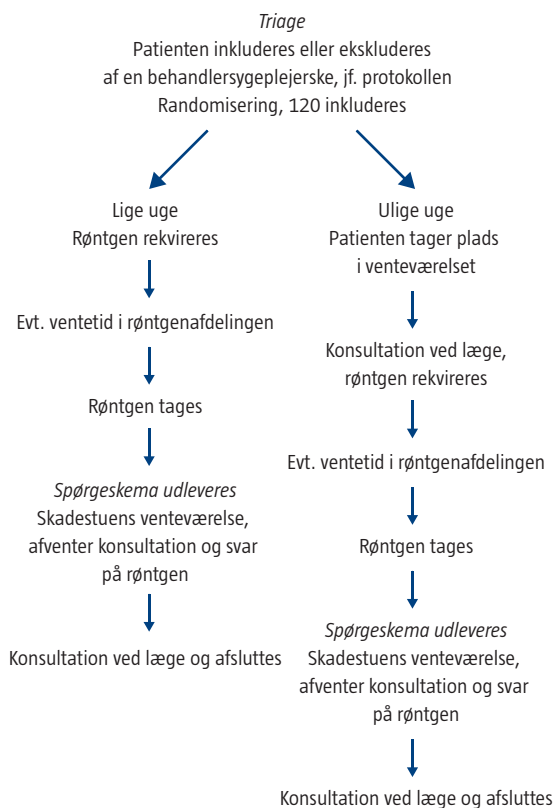 Triage
Patienten inkluderes eller ekskluderes
af en behandlersygeplejerske, jf. protokollen
Randomisering, 120 inkluderes
Lige uge
Røntgen rekvireres
Evt. ventetid i røntgenafdelingen
Røntgen tages
Spørgeskema udleveres
Skadestuens venteværelse,
afventer konsultation og svar
på røntgen
Konsultation ved læge og afsluttes
Ulige uge
Patienten tager plads
i venteværelset
Konsultation ved læge,
røntgen rekvireres
Evt. ventetid i røntgenafdelingen
Røntgen tages
Spørgeskema udleveres
Skadestuens venteværelse,
afventer konsultation og svar
på røntgen
Konsultation ved læge og afsluttes